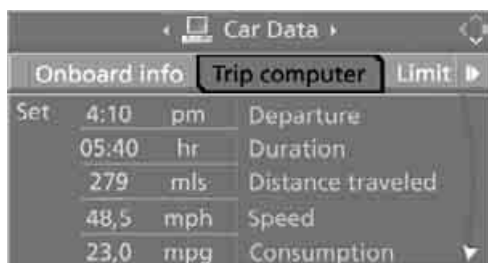 Car Data
Onboard info Trip computer Limit
Set 4:10 pm Departure
05:40 hr Duration
279 mls Distance traveled
48,5 mph Speed
23,0 mpg Consumption